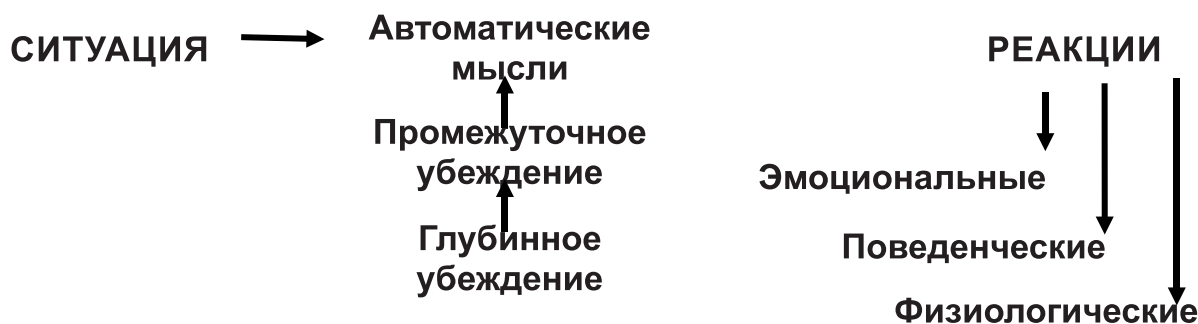 СИТУАЦИЯ
Автоматические
мысли
Промежуточное
убеждение
Глубинное
убеждение
РЕАКЦИИ
Эмоциональные
Поведенческие
Физиологические